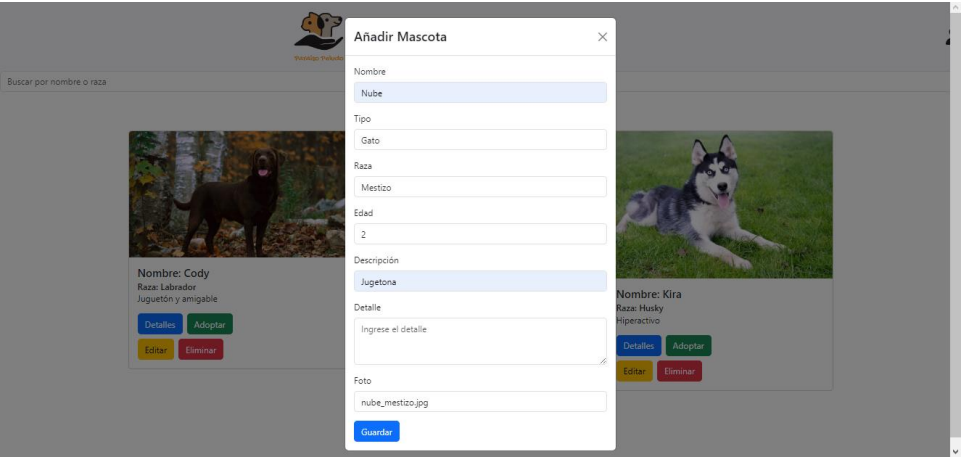 Añadir Mascota
Buscar por nombre o raza
Nombre
Nube
Tipo
Gato
Raza
Mestizo
Edad
2
Descripción
Jugetona
Detalle
Ingrese el detalle
Foto
nube_mestizo.jpg
Guardar
Nombre: Cody
Raza: Labrador
Juguetón y amigable
Detalles Adoptar
Editar Eliminar
Nombre: Kira
Raza: Husky
Hiperactivo
Detalles Adoptar
Editar Eliminar